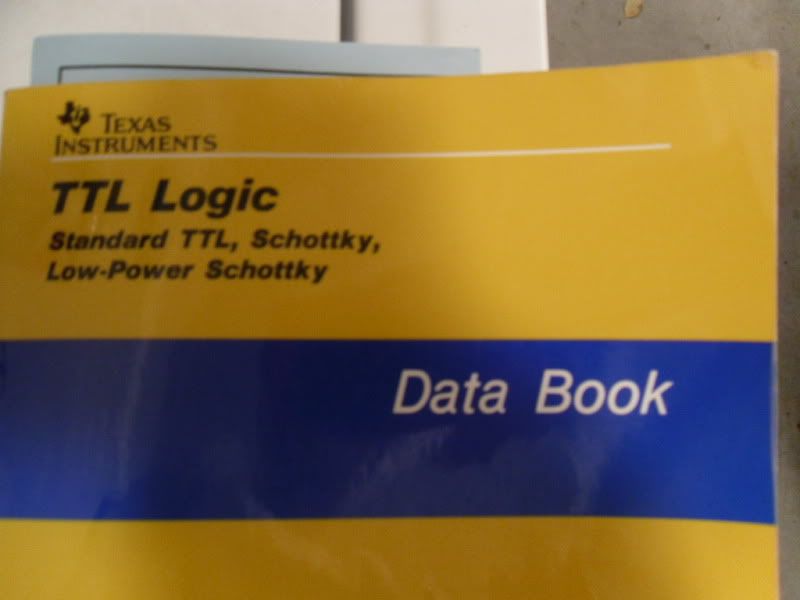 TEXAS
INSTRUMENTS
TTL Logic
Standard TTL, Schottky,
Low-Power Schottky
Data Book